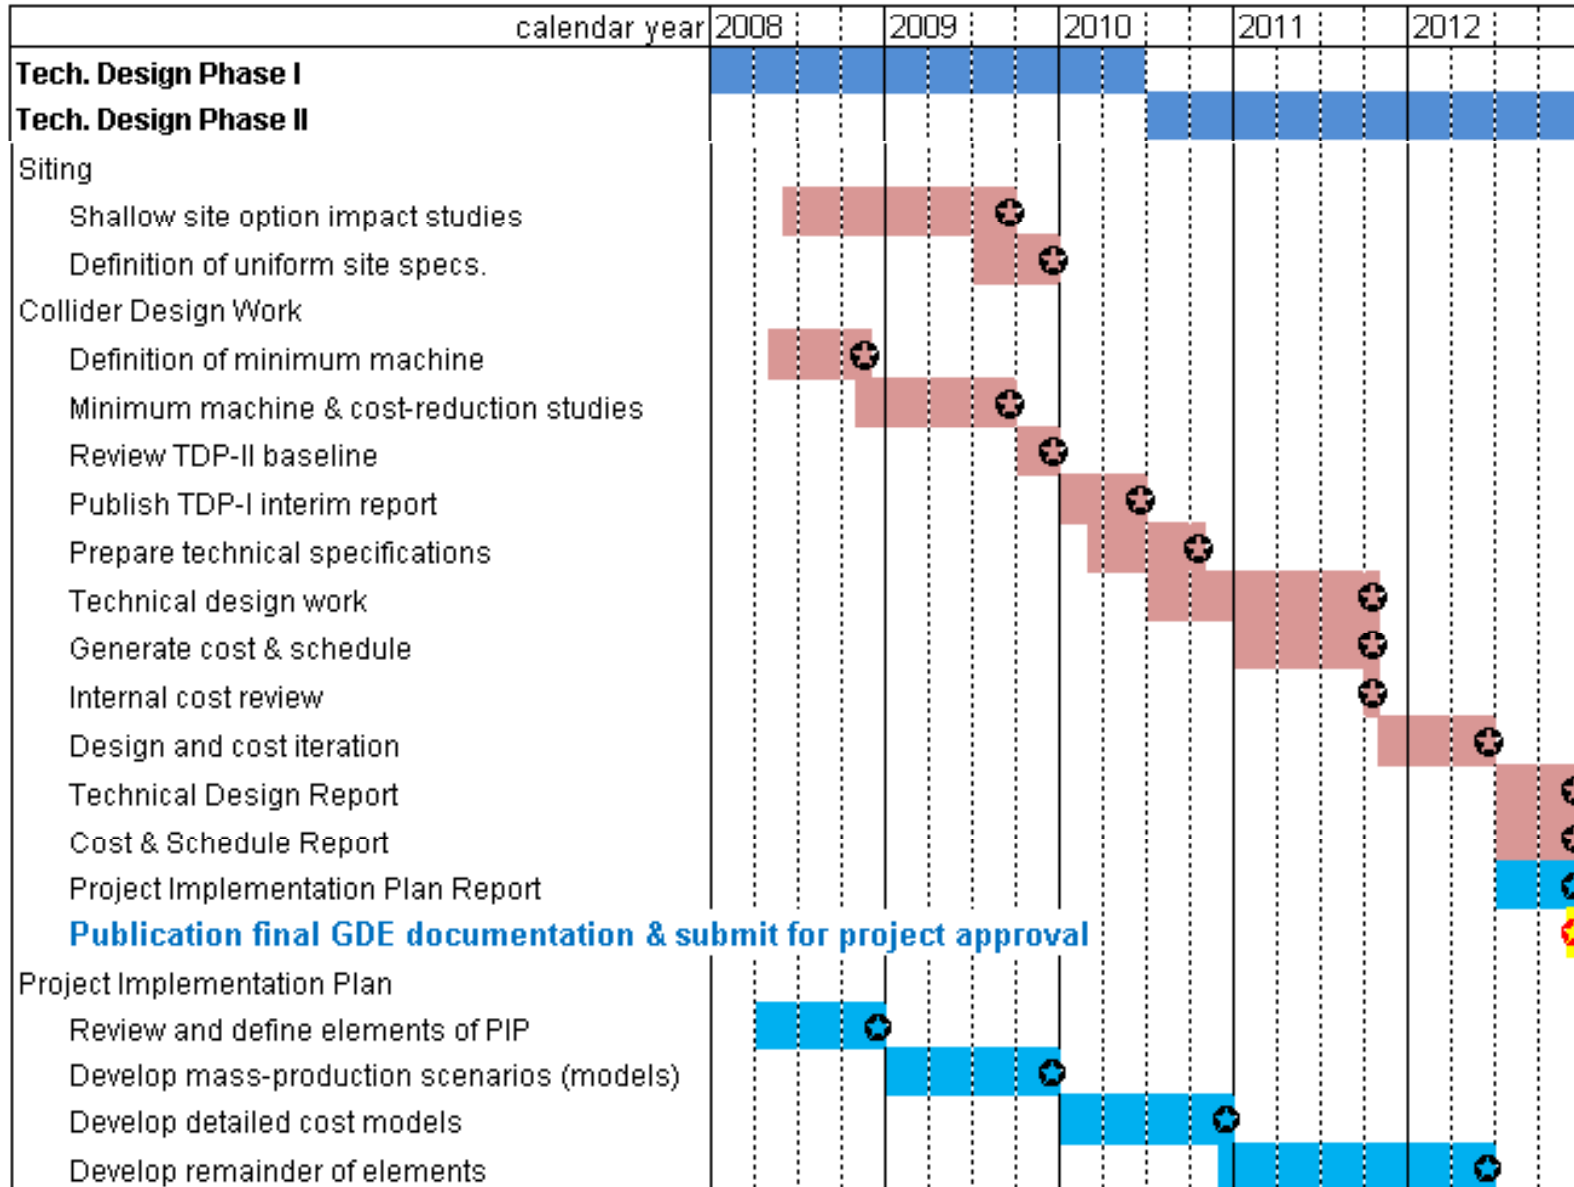 calendar year 2008 2009 2010 2011 2012
Tech. Design Phase I
Tech. Design Phase II
Siting
Shallow site option impact studies
Definition of uniform site specs.
Collider Design Work
Definition of minimum machine
Minimum machine & cost-reduction studies
Review TDP-II baseline
Publish TDP-I interim report
Prepare technical specifications
Technical design work
Generate cost & schedule
Internal cost review
Design and cost iteration
Technical Design Report
Cost & Schedule Report
Project Implementation Plan Report
Publication final GDE documentation & submit for project approval
Project Implementation Plan
Review and define elements of PIP
Develop mass-production scenarios (models)
Develop detailed cost models
Develop remainder of elements